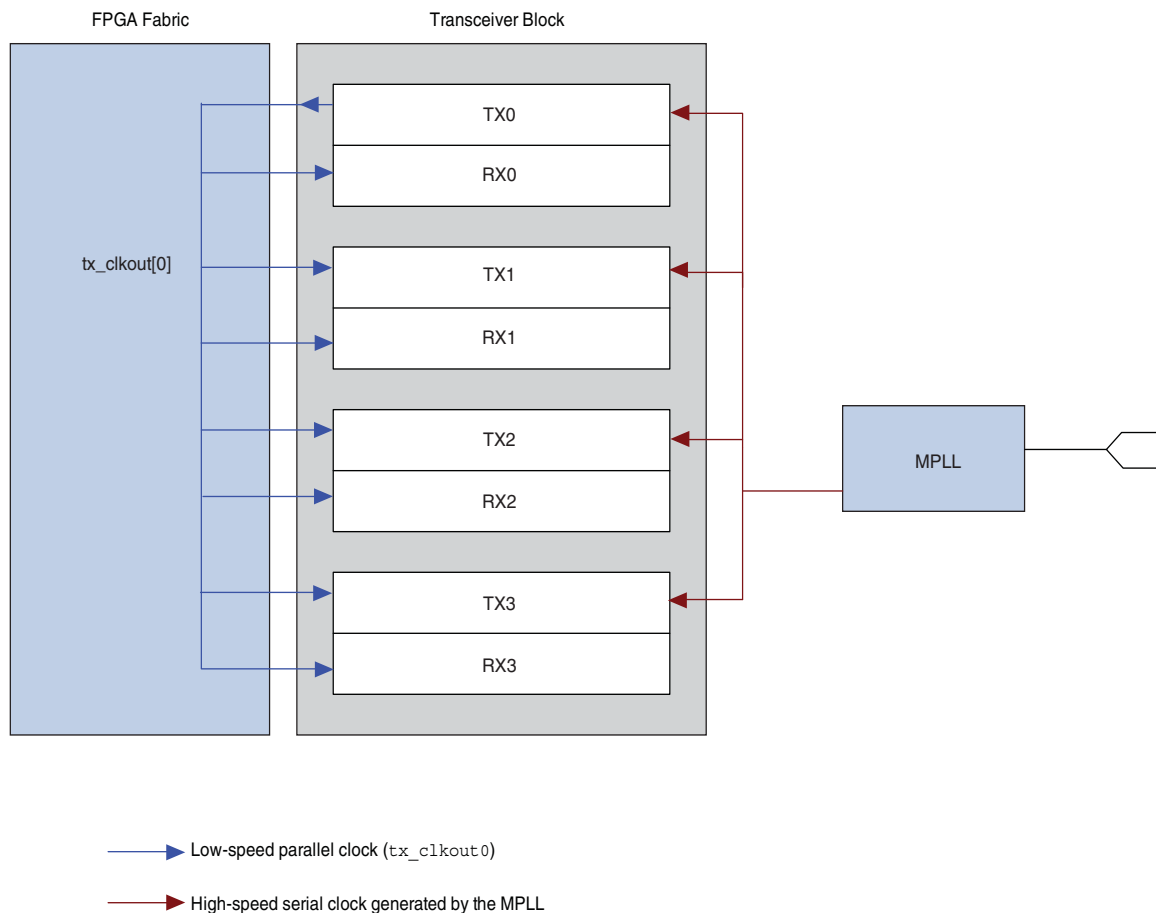 FPGA Fabric
Transceiver Block
TX0
RX0
tx_clkout[0]
TX1
RX1
TX2
RX2
MPLL
TX3
RX3
Low-speed parallel clock (tx_clkout0)
High-speed serial clock generated by the MPLL